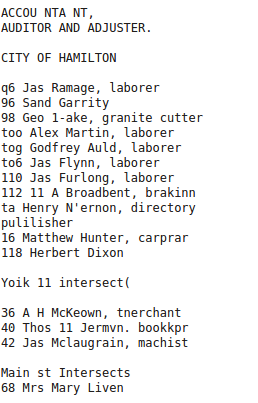 ACCOU NTA NT,
AUDITOR AND ADJUSTER.

CITY OF HAMILTON

q6 Jas Ramage, laborer
96 Sand Garrity
98 Geo 1-ake, granite cutter
too Alex Martin, laborer
tog Godfrey Auld, laborer
to6 Jas Flynn, laborer
110 Jas Furlong, laborer
112 11 A Broadbent, brakinn
ta Henry N'ernon, directory
pulilisher
16 Matthew Hunter, carprar
118 Herbert Dixon

Yoik 11 intersect(

36 A H McKeown, tnerchant
40 Thos 11 Jermvn. bookkpr
42 Jas Mclaugrain, machist

Main st Intersects
68 Mrs Mary Liven